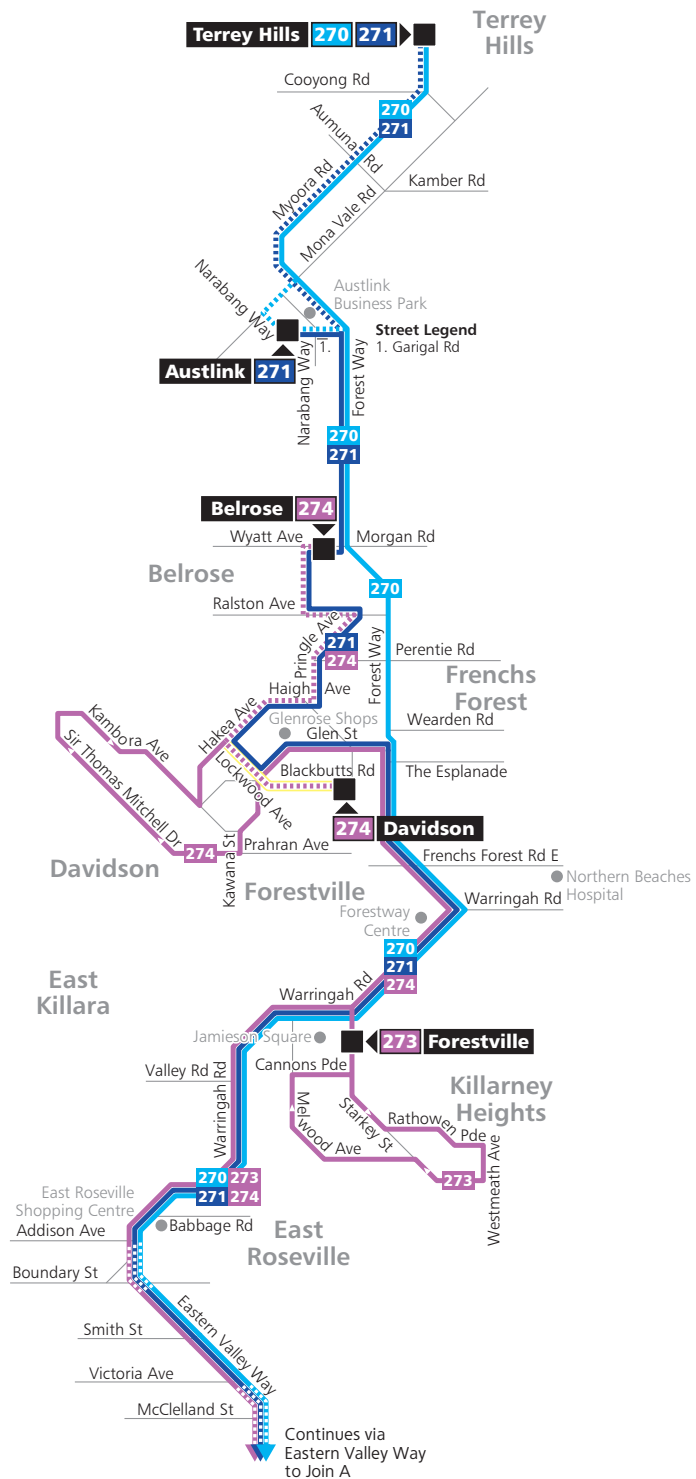 Terrey
Hills
Terrey Hills 270 271
Cooyong Rd
270
271
Aumuna Rd
Myoora Rd
Kamber Rd
Mona Vale Rd
Narabang Way
Austlink
Business Park
Street Legend
1. Garigal Rd
1.
Austlink 271
Narabang Way
Forest Way
270
271
Belrose 274
Wyatt Ave
Morgan Rd
Belrose
270
Ralston Ave
Pringle Ave
271
274
Forest Way
Perentie Rd
Frenchs
Forest
Haigh Ave
Hakea Ave
Glenrose Shops
Wearden Rd
Kambora Ave
Glen St
Sir Thomas Mitchell Dr
Lockwood Ave
Blackbutts Rd
The Esplanade
274 Davidson
274
Kawana St
Prahran Ave
Davidson
Frenchs Forest Rd E
Forestville
Northern Beaches
Hospital
Warringah Rd
Forestway
Centre
270
271
274
East
Killara
Warringah Rd
Jamieson Square
273 Forestville
Cannons Pde
Valley Rd
Warringah Rd
Killarney
Heights
Melwood Ave
Starkey St
Rathowen Pde
Westmeath Ave
273
270 273
271 274
East Roseville
Shopping Centre
Babbage Rd
East
Roseville
Addison Ave
Boundary St
Eastern Valley Way
Smith St
Victoria Ave
McClelland St
Continues via
Eastern Valley Way
to Join A